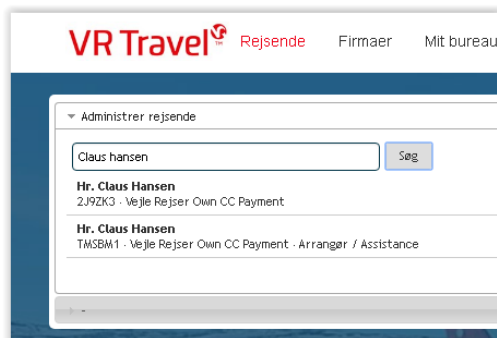 VR Travel™ Rejsende Firmaer Mit bureau
Administrer rejsende
Claus hansen Søg
Hr. Claus Hansen
2J9ZK3 - Vejle Rejser Own CC Payment
Hr. Claus Hansen
TMSBM1 - Vejle Rejser Own CC Payment - Arrangør / Assistance
-